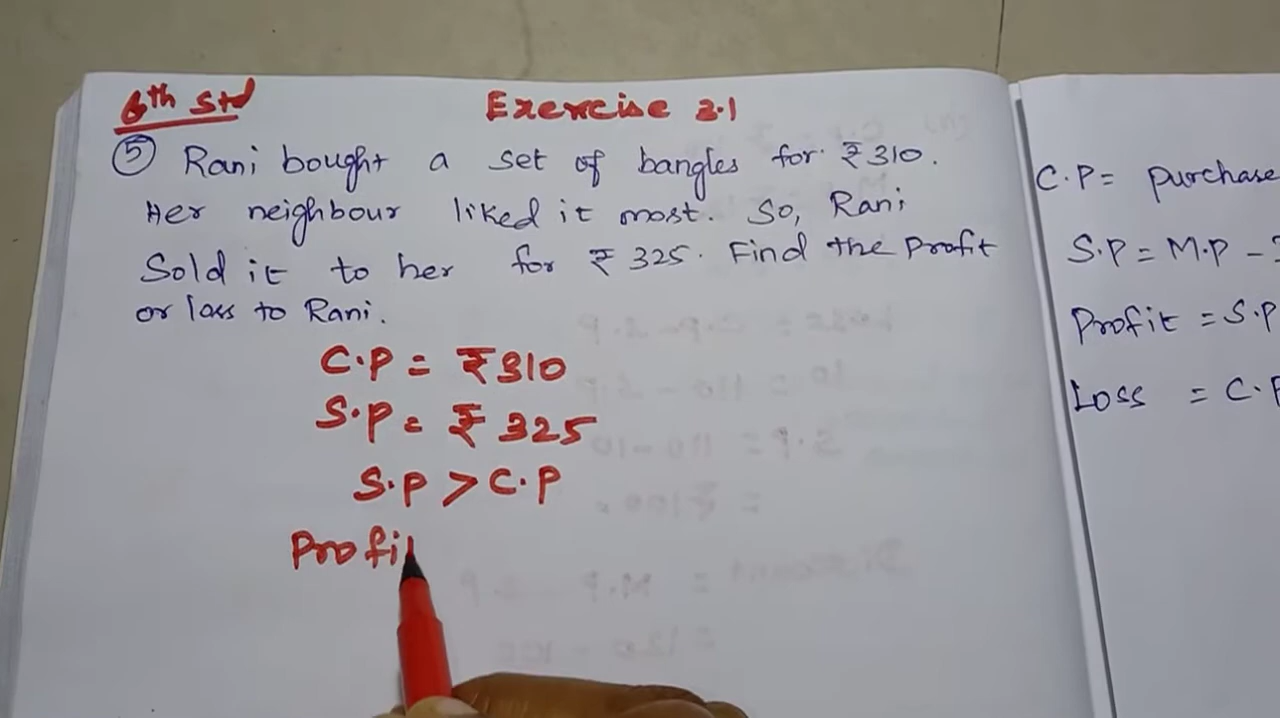 6th Std
Exercise 3.1
5 Rani bought a set of bangles for ₹310.
Her neighbour liked it most. So, Rani
Sold it to her for ₹ 325. Find the Profit
or loss to Rani.
C.P = ₹310
S.P = ₹ 325
S.P > C.P
Profi
C.P = purchase
S.P = M.P -
Profit = S.P
Loss = C.P